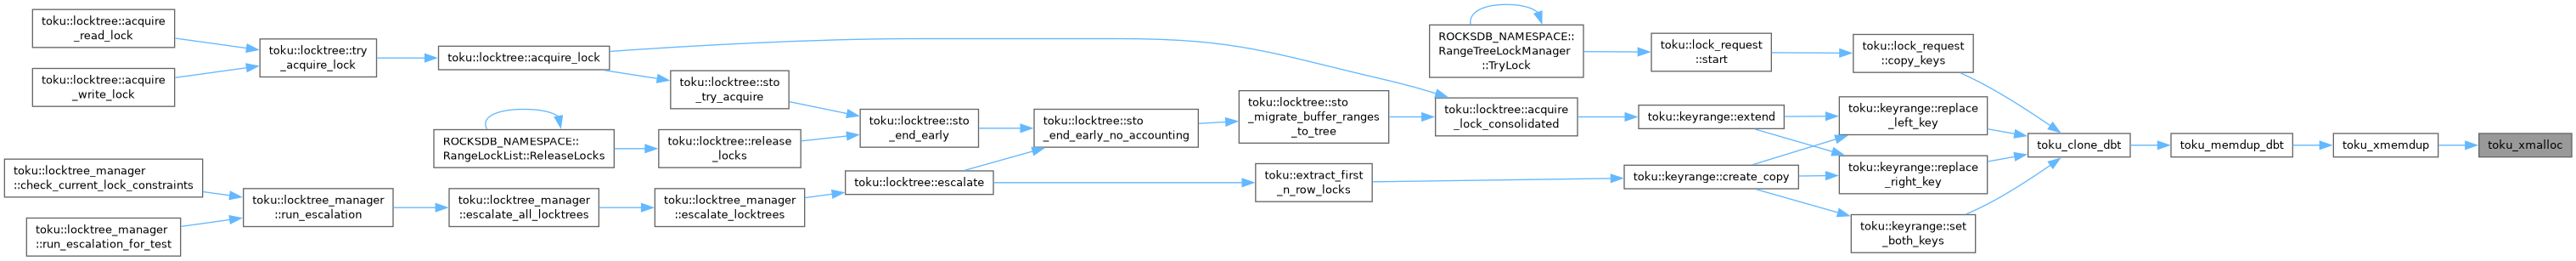 toku::locktree::acquire
_read_lock
toku::locktree::acquire
_write_lock
toku::locktree::try
_acquire_lock
toku::locktree::acquire_lock
toku::locktree::sto
_try_acquire
ROCKSDB_NAMESPACE::
RangeLockList::ReleaseLocks
toku::locktree::release
_locks
toku::locktree::sto
_end_early
toku::locktree::sto
_end_early_no_accounting
toku::locktree::sto
_migrate_buffer_ranges
_to_tree
toku::locktree::acquire
_lock_consolidated
ROCKSDB_NAMESPACE::
RangeTreeLockManager
::TryLock
toku::lock_request
::start
toku::lock_request
::copy_keys
toku::keyrange::extend
toku::keyrange::replace
_left_key
toku::keyrange::replace
_right_key
toku::keyrange::create_copy
toku::keyrange::set
_both_keys
toku_clone_dbt
toku_memdup_dbt
toku_xmemdup
toku_xmalloc
toku::extract_first
_n_row_locks
toku::locktree::escalate
toku::locktree_manager
::escalate_locktrees
toku::locktree_manager
::escalate_all_locktrees
toku::locktree_manager
::run_escalation
toku::locktree_manager
::check_current_lock_constraints
toku::locktree_manager
::run_escalation_for_test